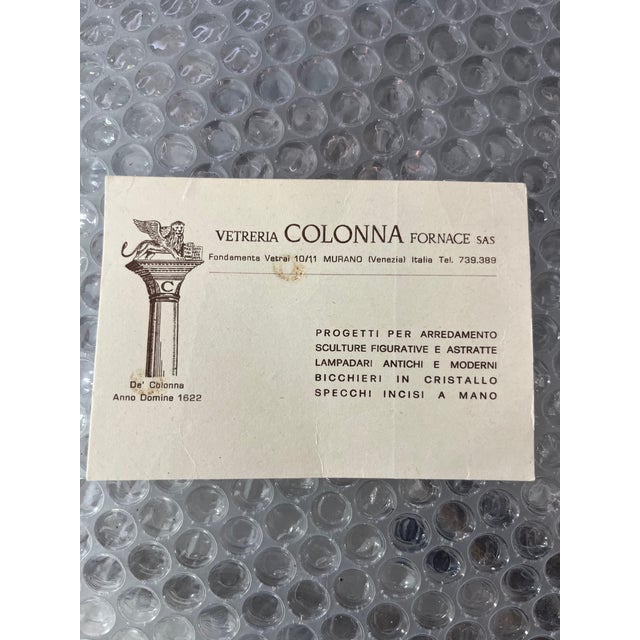 VETRERIA COLONNA FORNACE SAS
Fondamenta Vetrai 10/11 MURANO (Venezia) Italia Tel. 739.389
C
De' Colonna
Anno Domine 1622
PROGETTI PER ARREDAMENTO
SCULTURE FIGURATIVE E ASTRATTE
LAMPADARI ANTICHI E MODERNI
BICCHIERI IN CRISTALLO
SPECCHI INCISI A MANO